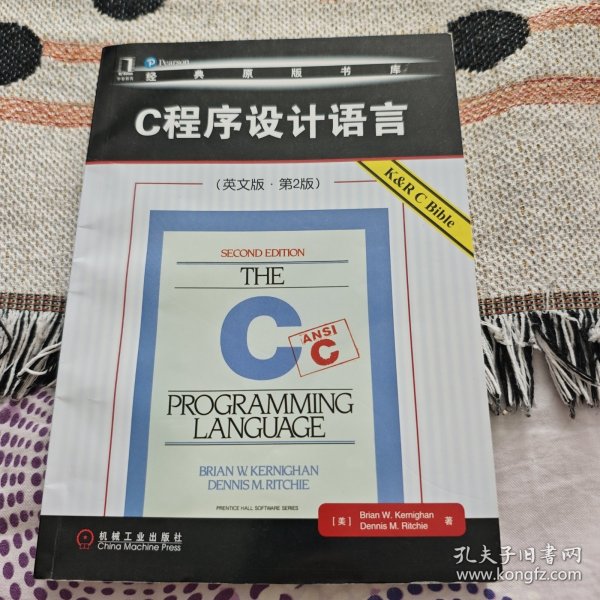 Pearson
经典原版书库
C程序设计语言
(英文版·第2版)
K&R C Bible
SECOND EDITION
THE
C
ANSI
C
PROGRAMMING
LANGUAGE
BRIAN W. KERNIGHAN
DENNIS M. RITCHIE
PRENTICE HALL SOFTWARE SERIES
[美] Brian W. Kernighan
Dennis M. Ritchie 著
机械工业出版社
China Machine Press
孔夫子旧书网
www.kongfz.com